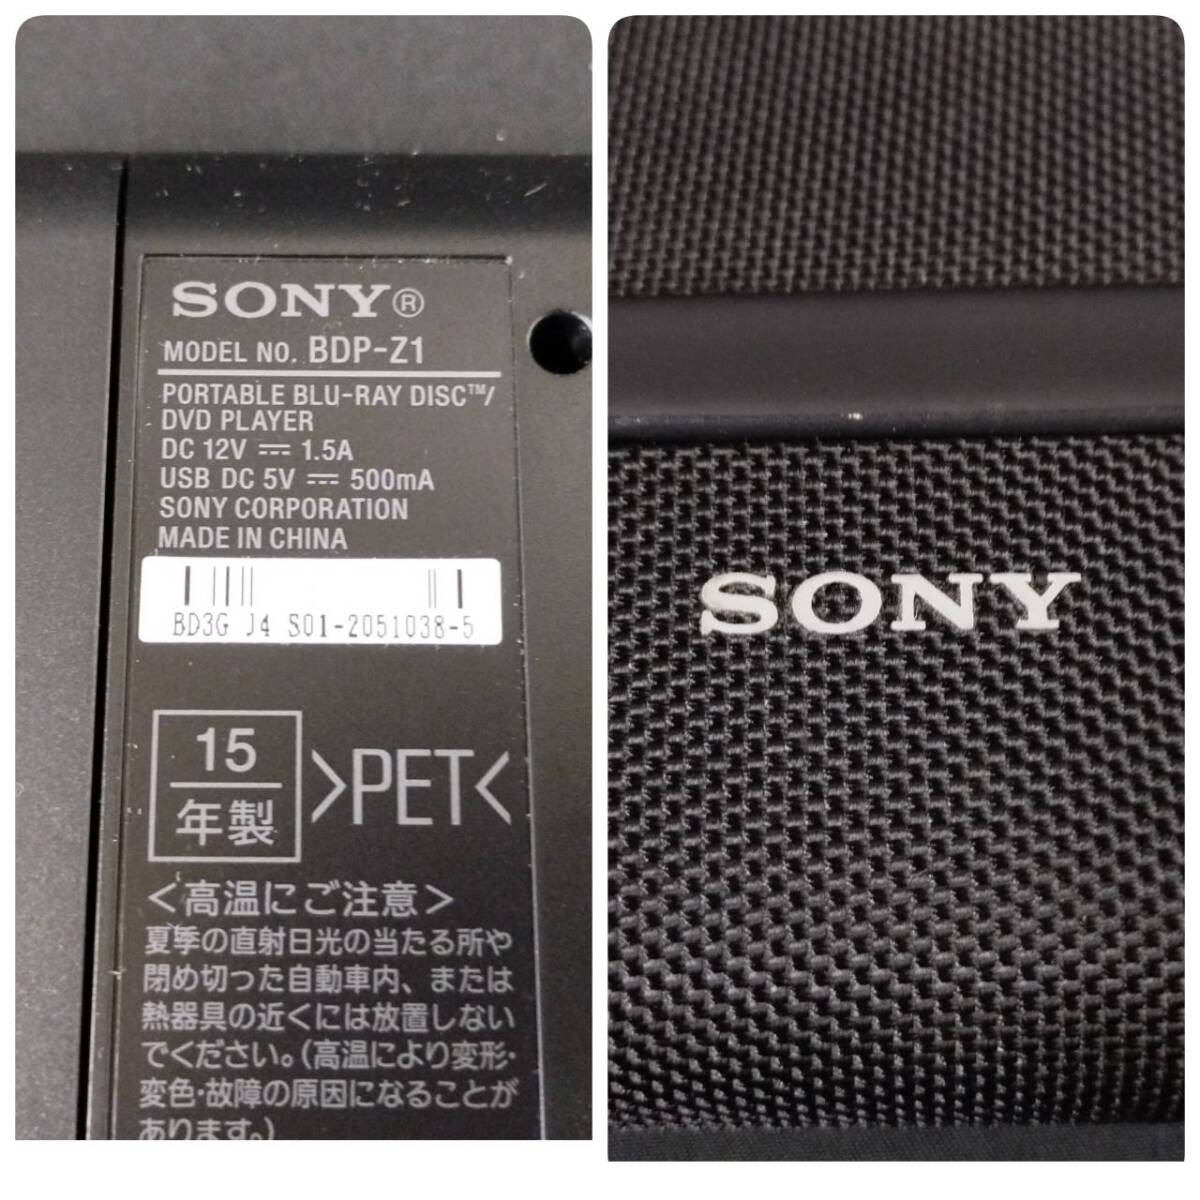 SONY®
MODEL NO. BDP-Z1
PORTABLE BLU-RAY DISC™/
DVD PLAYER
DC 12V ⎓ 1.5A
USB DC 5V ⎓ 500mA
SONY CORPORATION
MADE IN CHINA
BD3G J4 S01-2051038-5
15
年製
>PET<
＜高温にご注意＞
夏季の直射日光の当たる所や
閉め切った自動車内、または
熱器具の近くには放置しない
でください。(高温により変形・
変色・故障の原因になることが
あります。)
SONY